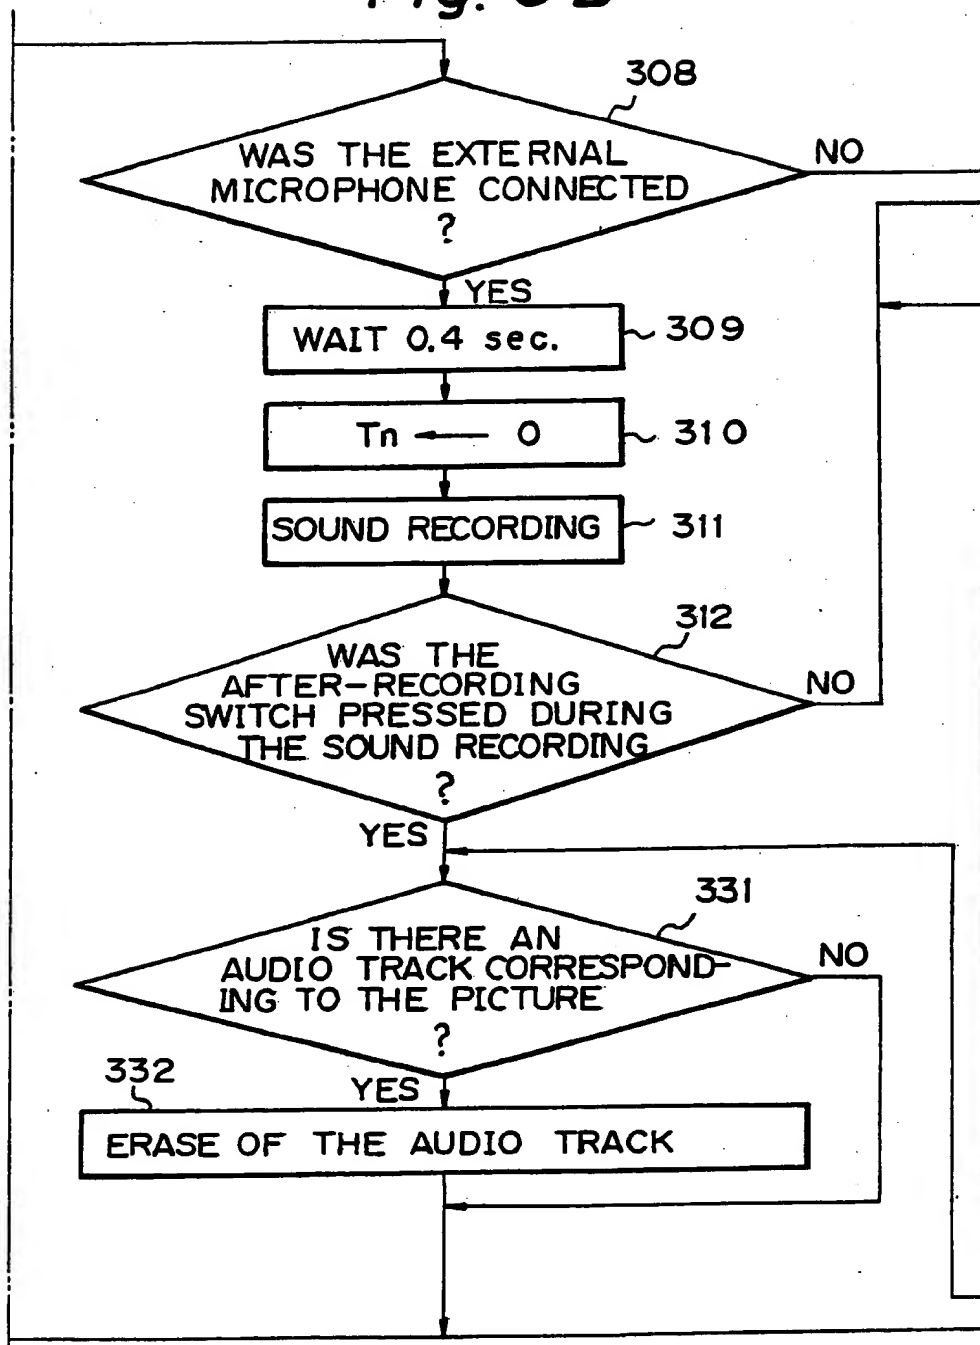 308
WAS THE EXTERNAL
MICROPHONE CONNECTED
?
NO
YES
WAIT 0.4 sec.
309
Tn ← 0
310
SOUND RECORDING
311
312
WAS THE
AFTER-RECORDING
SWITCH PRESSED DURING
THE SOUND RECORDING
?
NO
YES
331
IS THERE AN
AUDIO TRACK CORRESPOND-
ING TO THE PICTURE
?
NO
YES
332
ERASE OF THE AUDIO TRACK